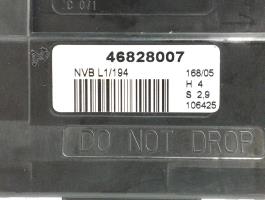 46828007
NVB L1/194
168/05
H 4
S 2,9
106425
DO NOT DROP